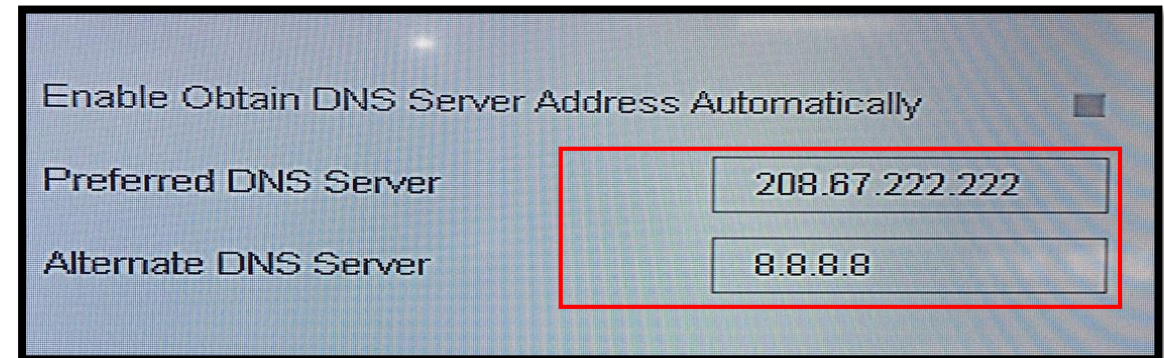 Enable Obtain DNS Server Address Automatically
Preferred DNS Server 208.67.222.222
Alternate DNS Server 8.8.8.8